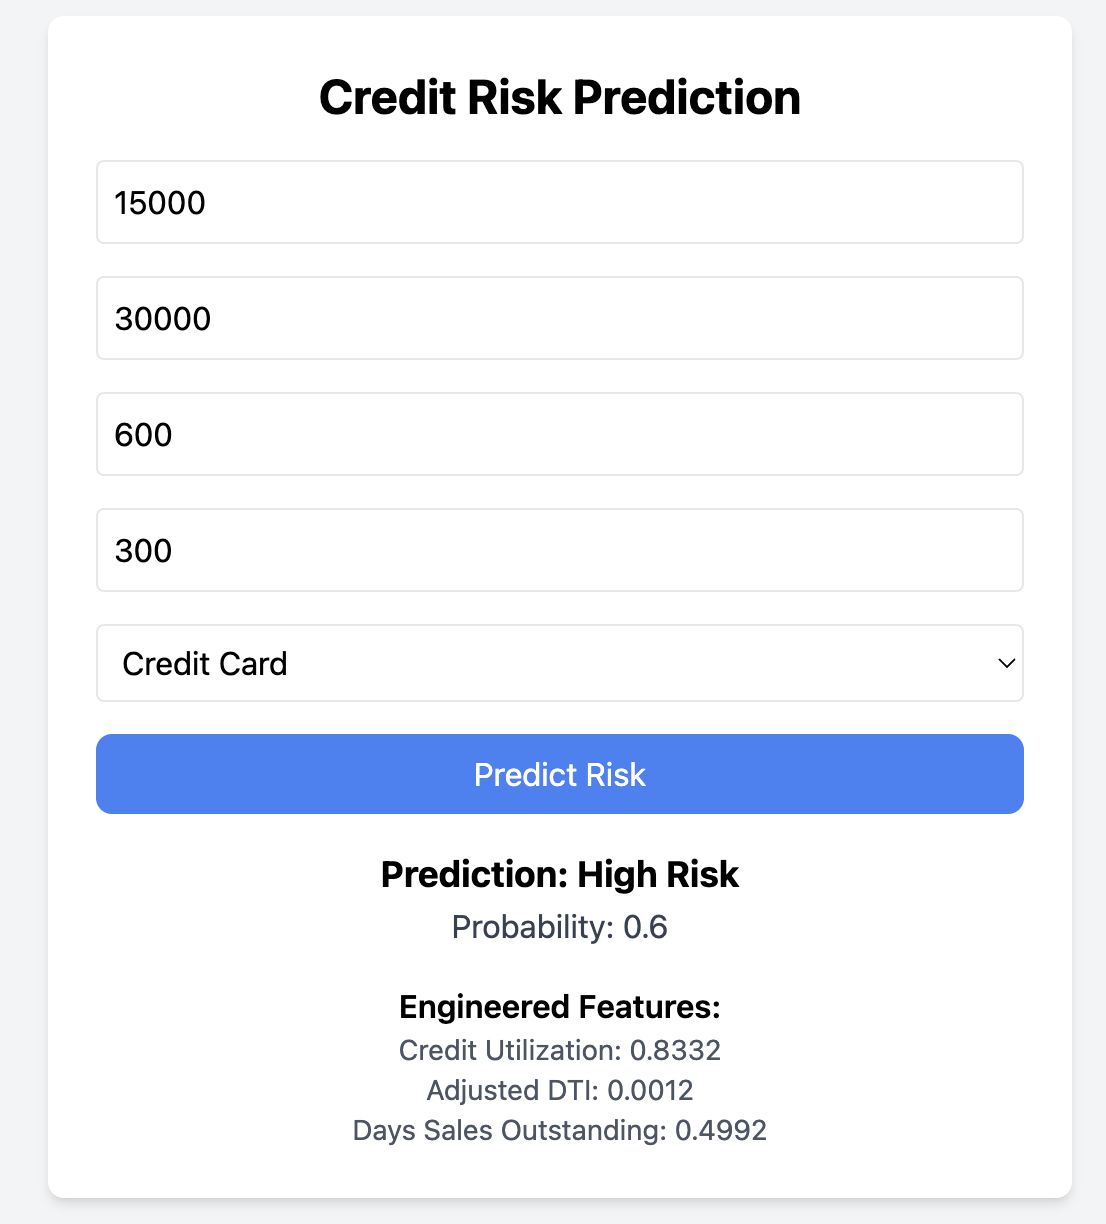 Credit Risk Prediction
15000
30000
600
300
Credit Card
Predict Risk
Prediction: High Risk
Probability: 0.6
Engineered Features:
Credit Utilization: 0.8332
Adjusted DTI: 0.0012
Days Sales Outstanding: 0.4992